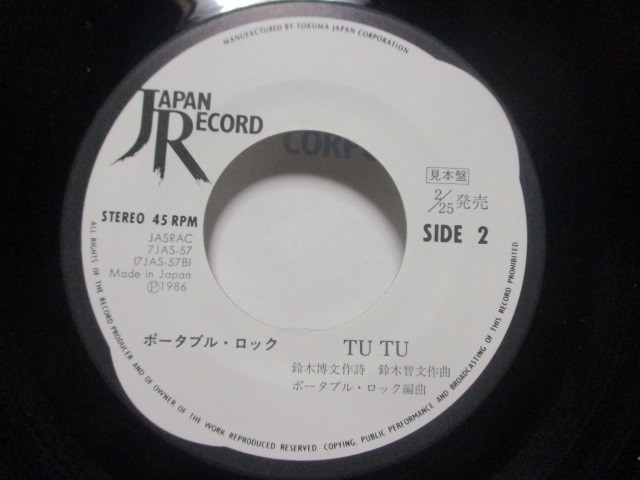 MANUFACTURED BY TOKUMA JAPAN CORPORATION
JAPAN
RECORD
CORPO
見本盤
2/25発売
STEREO 45 RPM
SIDE 2
JASRAC
7JAS-57
(7JAS-57B)
Made in Japan
Ⓟ1986
ポータブル・ロック TU TU
鈴木博文作詩 鈴木智文作曲
ポータブル・ロック編曲
ALL RIGHTS OF THE RECORD PRODUCER AND OF OWNER OF THE WORK REPRODUCED RESERVED. COPYING, PUBLIC PERFORMANCE AND BROADCASTING OF THIS RECORD PROHIBITED.